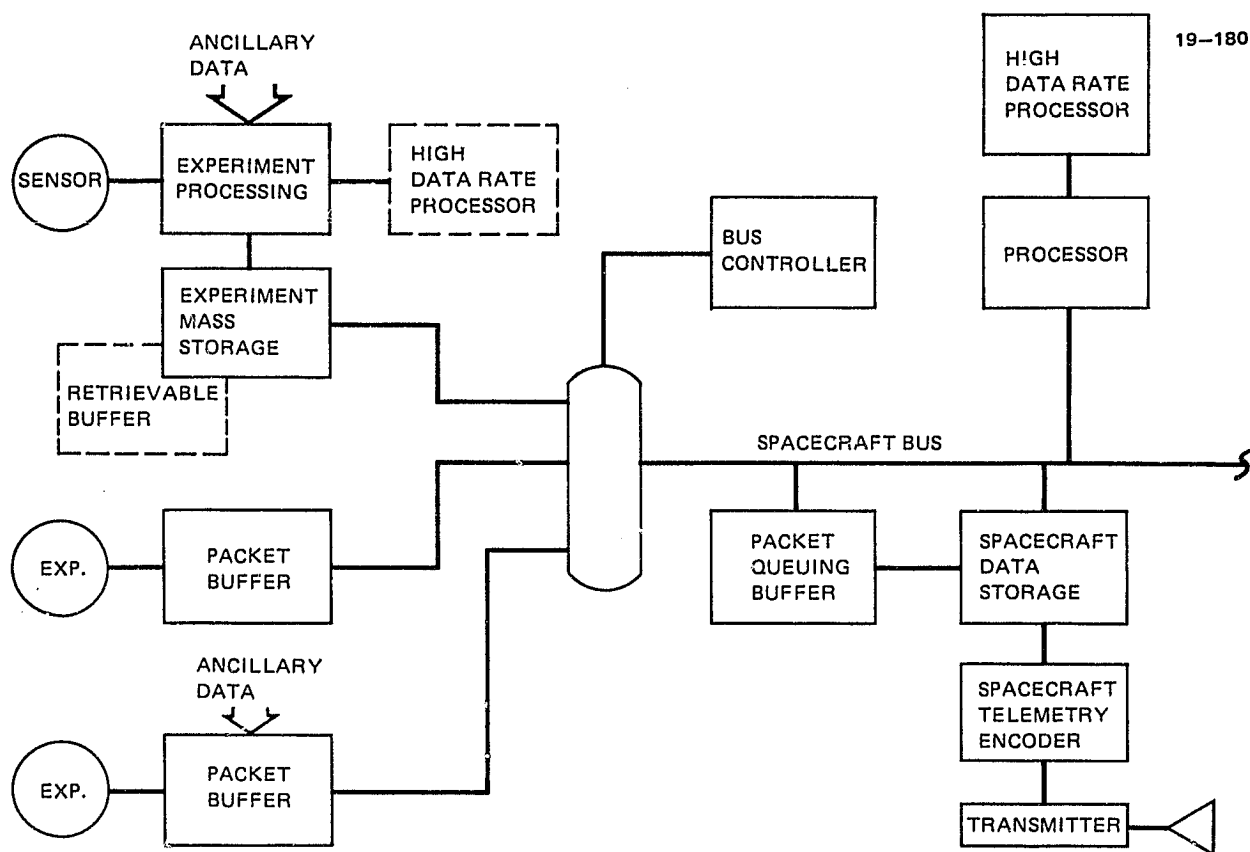 19-180
ANCILLARY
DATA
SENSOR
EXPERIMENT
PROCESSING
HIGH
DATA RATE
PROCESSOR
HIGH
DATA RATE
PROCESSOR
BUS
CONTROLLER
PROCESSOR
EXPERIMENT
MASS
STORAGE
RETRIEVABLE
BUFFER
SPACECRAFT BUS
EXP.
PACKET
BUFFER
PACKET
QUEUING
BUFFER
SPACECRAFT
DATA
STORAGE
ANCILLARY
DATA
EXP.
PACKET
BUFFER
SPACECRAFT
TELEMETRY
ENCODER
TRANSMITTER